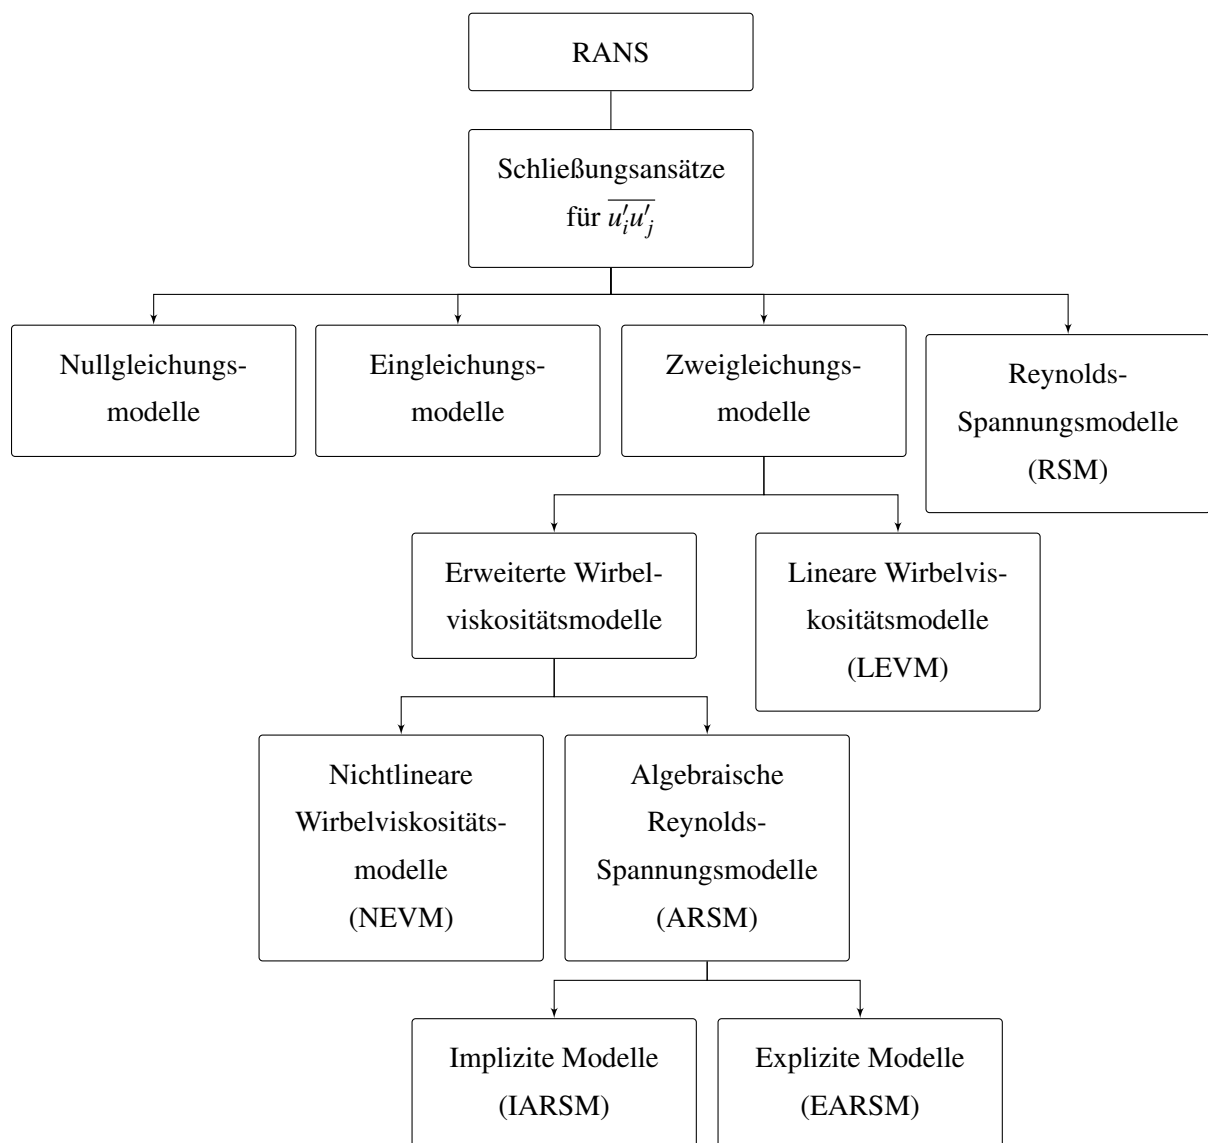 RANS
Schließungsansätze
für $\overline{u_i' u_j'}$
Nullgleichungs-
modelle
Eingleichungs-
modelle
Zweigleichungs-
modelle
Reynolds-
Spannungsmodelle
(RSM)
Erweiterte Wirbel-
viskositätsmodelle
Lineare Wirbelvis-
kositätsmodelle
(LEVM)
Nichtlineare
Wirbelviskositäts-
modelle
(NEVM)
Algebraische
Reynolds-
Spannungsmodelle
(ARSM)
Implizite Modelle
(IARSM)
Explizite Modelle
(EARSM)